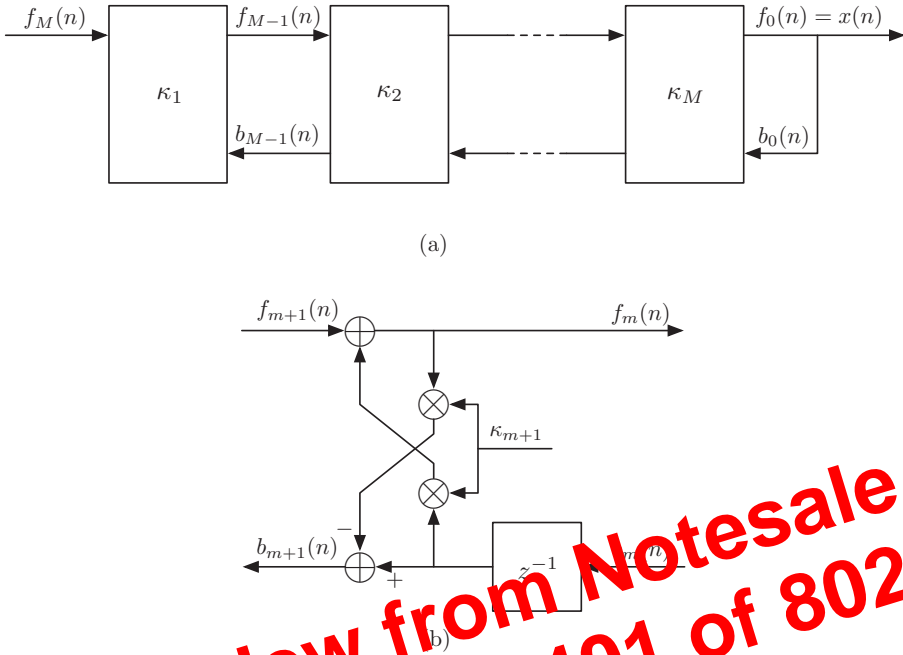 f_M(n) f_{M−1}(n) f_0(n) = x(n)
κ_1 κ_2 κ_M
b_{M−1}(n) b_0(n)
(a)
f_{m+1}(n) f_m(n)
κ_{m+1}
−
b_{m+1}(n) z^{−1}
+
from Notesale
of 802